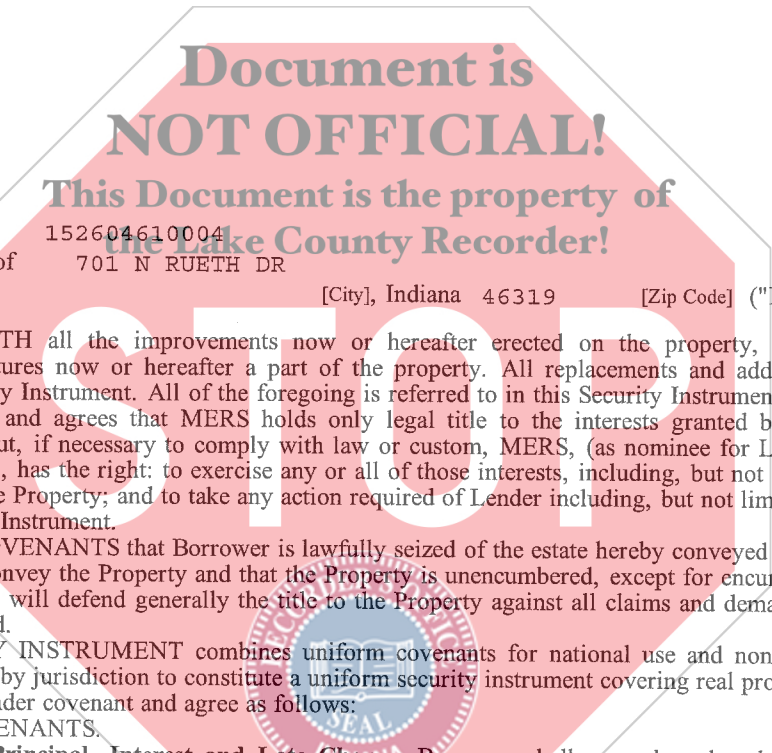 Document is
NOT OFFICIAL!
This Document is the property of
the Lake County Recorder!
152604610004
of 701 N RUETH DR
[City], Indiana 46319 [Zip Code] ("
TH all the improvements now or hereafter erected on the property,
tures now or hereafter a part of the property. All replacements and add
y Instrument. All of the foregoing is referred to in this Security Instrumen
and agrees that MERS holds only legal title to the interests granted b
ut, if necessary to comply with law or custom, MERS, (as nominee for L
, has the right: to exercise any or all of those interests, including, but not
e Property; and to take any action required of Lender including, but not lim
Instrument.
VENANTS that Borrower is lawfully seized of the estate hereby conveyed
nvey the Property and that the Property is unencumbered, except for encu
will defend generally the title to the Property against all claims and dema
d.
Y INSTRUMENT combines uniform covenants for national use and non
by jurisdiction to constitute a uniform security instrument covering real pro
nder covenant and agree as follows:
ENANTS.
Principal, Interest and Late
STOP
RECORDER'S OFFICE
SEAL